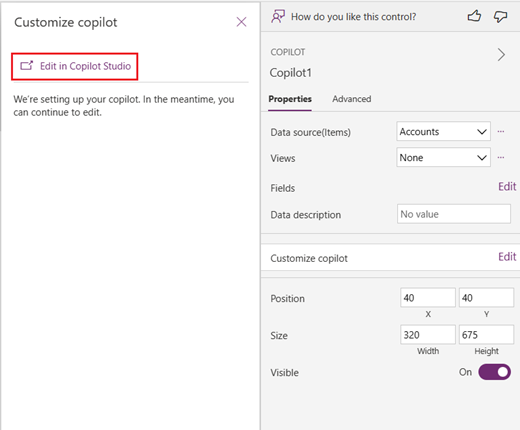 Customize copilot
Edit in Copilot Studio
We're setting up your copilot. In the meantime, you
can continue to edit.
How do you like this control?
COPILOT
Copilot1
Properties Advanced
Data source(Items) Accounts ...
Views None ...
Fields Edit
Data description No value
Customize copilot Edit
Position 40 40
X Y
Size 320 675
Width Height
Visible On